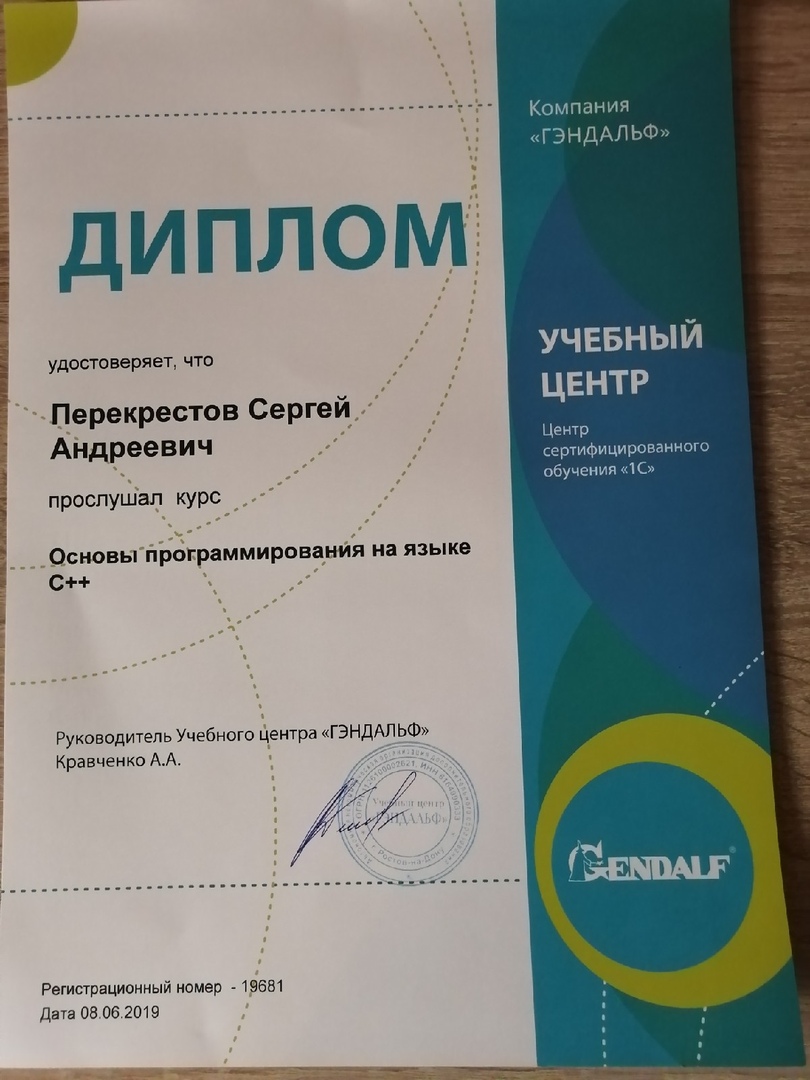 Компания
«ГЭНДАЛЬФ»
ДИПЛОМ
УЧЕБНЫЙ
ЦЕНТР
Центр
сертифицированного
обучения «1С»
удостоверяет, что
Перекрестов Сергей
Андреевич
прослушал курс
Основы программирования на языке
С++
Руководитель Учебного центра «ГЭНДАЛЬФ»
Кравченко А.А.
Учебный центр
«ГЭНДАЛЬФ»
г. Ростов-на-Дону
GENDALF®
Регистрационный номер - 19681
Дата 08.06.2019